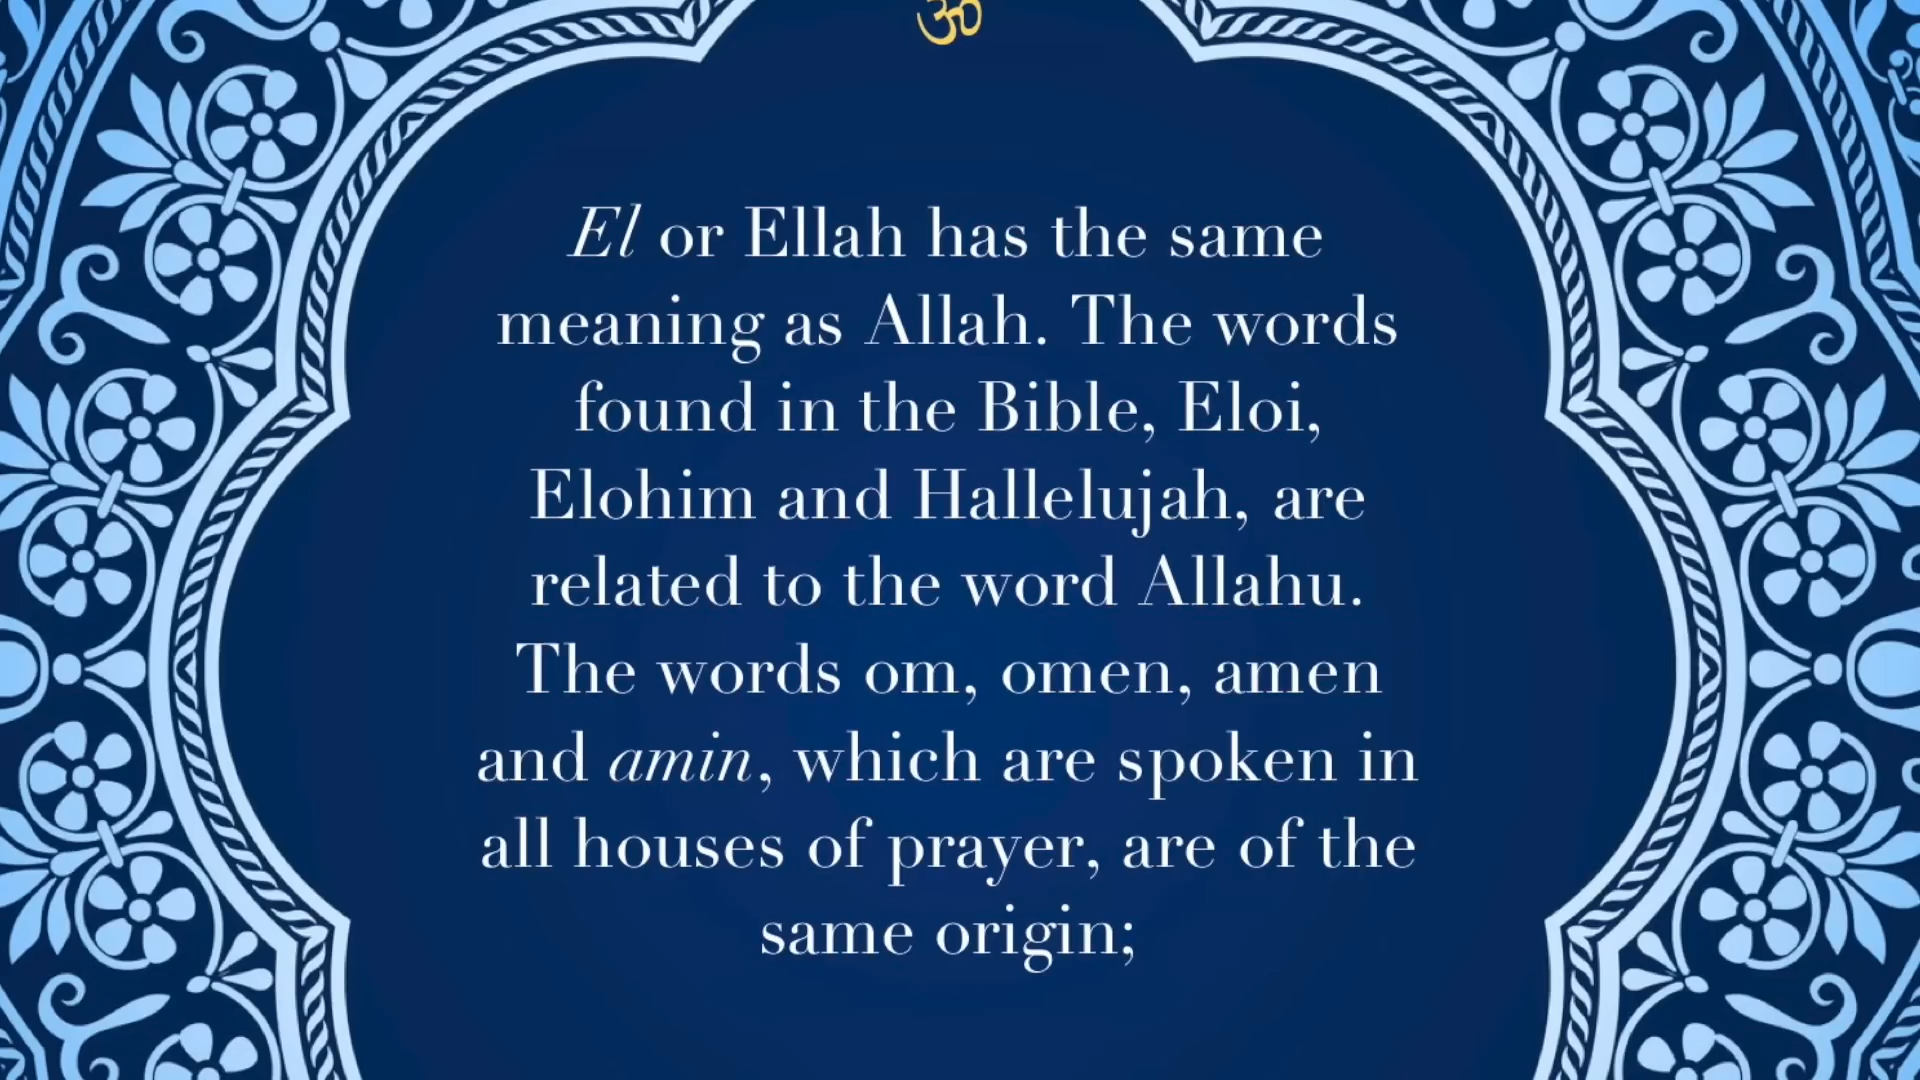 ॐ
El or Ellah has the same
meaning as Allah. The words
found in the Bible, Eloi,
Elohim and Hallelujah, are
related to the word Allahu.
The words om, omen, amen
and amin, which are spoken in
all houses of prayer, are of the
same origin;